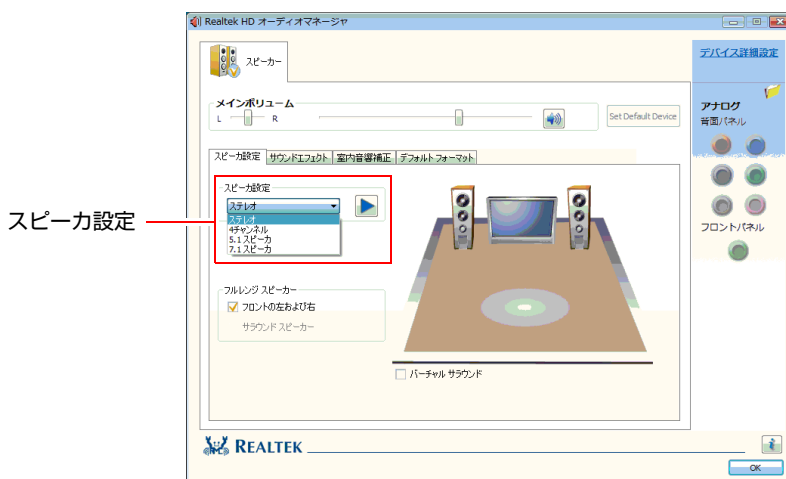 Realtek HD オーディオマネージャ
スピーカー
デバイス詳細設定
メインボリューム
L R
Set Default Device
アナログ
背面パネル
スピーカ設定 サウンドエフェクト 室内音響補正 デフォルトフォーマット
スピーカ設定
スピーカ設定
ステレオ
ステレオ
4チャンネル
5.1スピーカ
7.1スピーカ
フロントパネル
フルレンジ スピーカー
フロントの左および右
サラウンド スピーカー
バーチャル サラウンド
REALTEK
OK